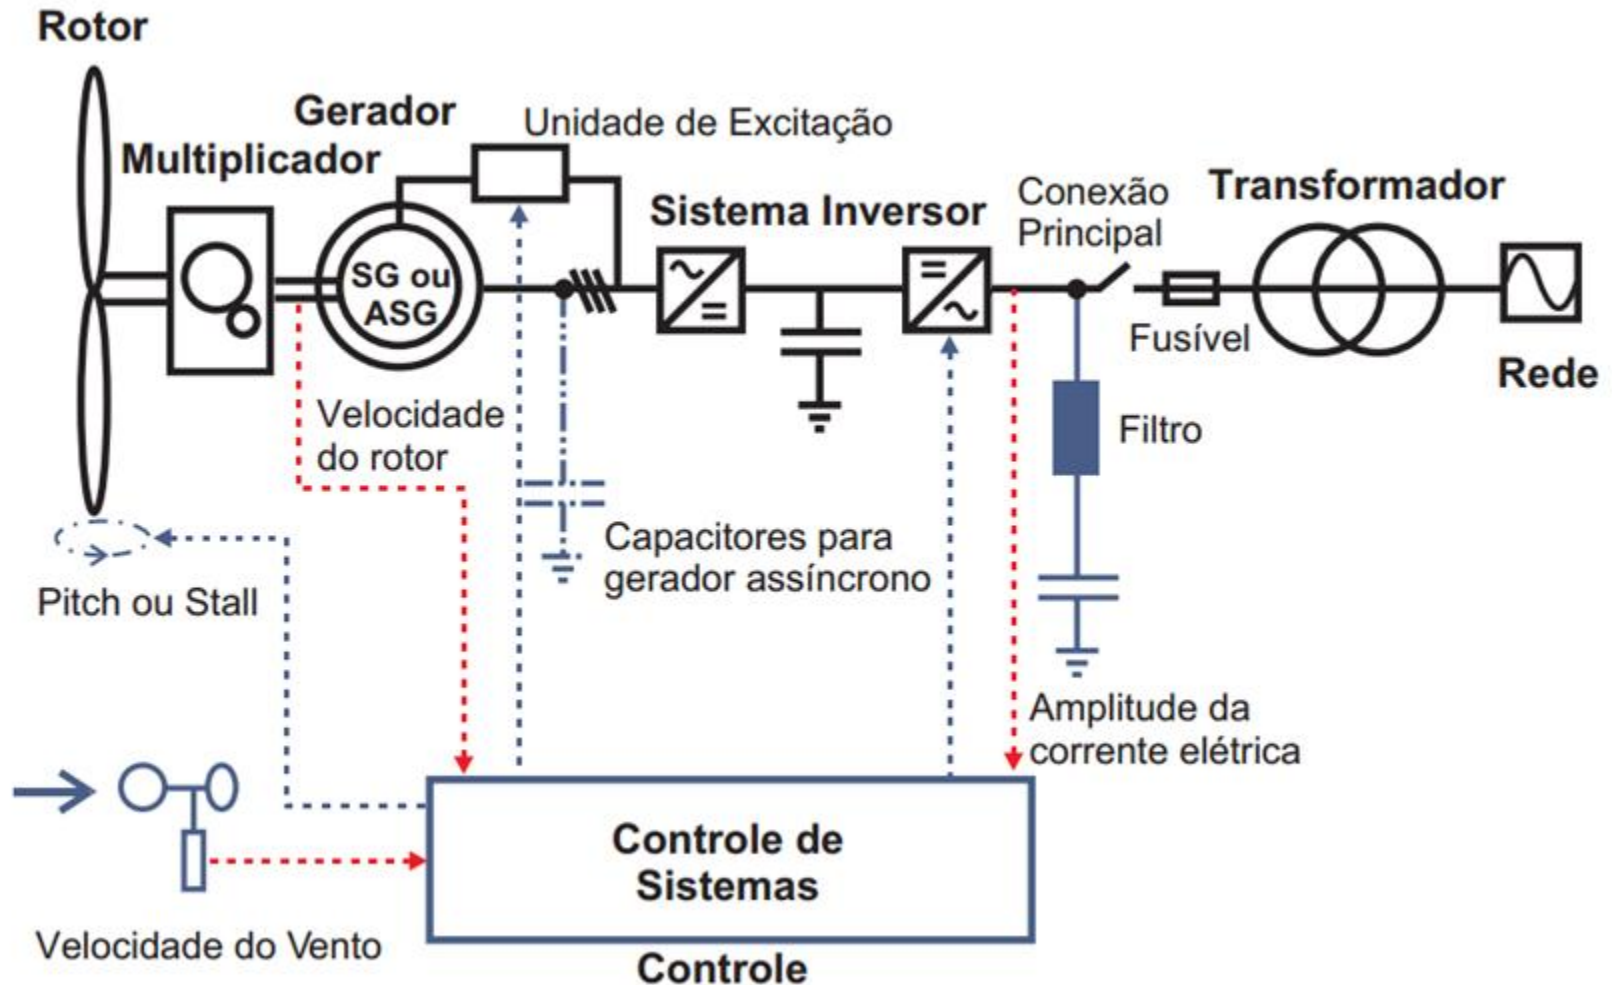 Rotor
Gerador
Unidade de Excitação
Multiplicador
Sistema Inversor
Conexão
Principal
Transformador
SG ou
ASG
Fusível
Rede
Velocidade
do rotor
Filtro
Capacitores para
gerador assíncrono
Pitch ou Stall
Amplitude da
corrente elétrica
Controle de
Sistemas
Velocidade do Vento
Controle